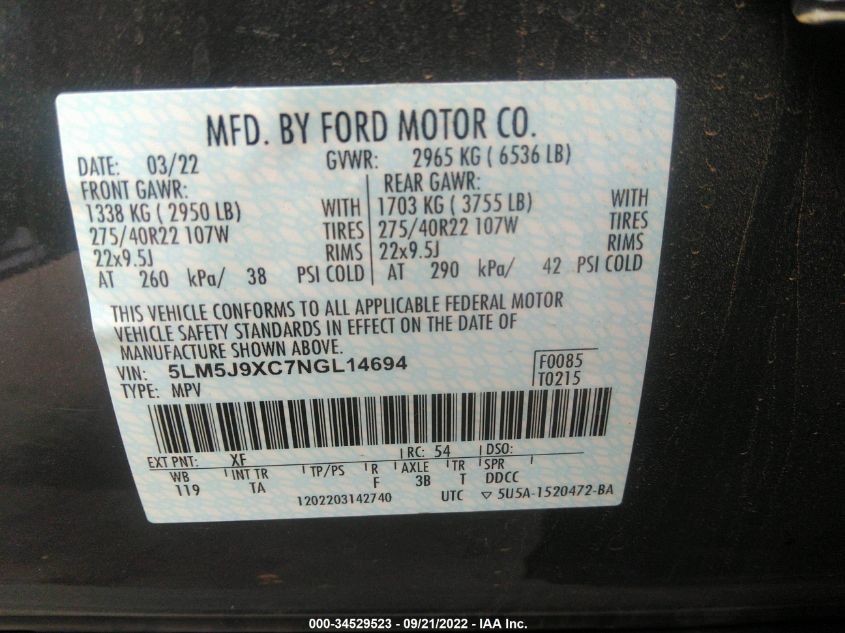 MFD. BY FORD MOTOR CO.
DATE: 03/22 GVWR: 2965 KG ( 6536 LB)
FRONT GAWR: REAR GAWR:
1338 KG ( 2950 LB) WITH 1703 KG ( 3755 LB) WITH
275/40R22 107W TIRES 275/40R22 107W TIRES
22x9.5J RIMS 22x9.5J RIMS
AT 260 kPa/ 38 PSI COLD AT 290 kPa/ 42 PSI COLD
THIS VEHICLE CONFORMS TO ALL APPLICABLE FEDERAL MOTOR
VEHICLE SAFETY STANDARDS IN EFFECT ON THE DATE OF
MANUFACTURE SHOWN ABOVE.
VIN: 5LM5J9XC7NGL14694 F0085
TYPE: MPV T0215
EXT PNT: XF RC: 54 DSO:
WB INT TR TP/PS R AXLE TR SPR
119 TA F 3B T DDCC
1202203142740 UTC ▽ 5U5A-1520472-BA
000-34529523 - 09/21/2022 - IAA Inc.